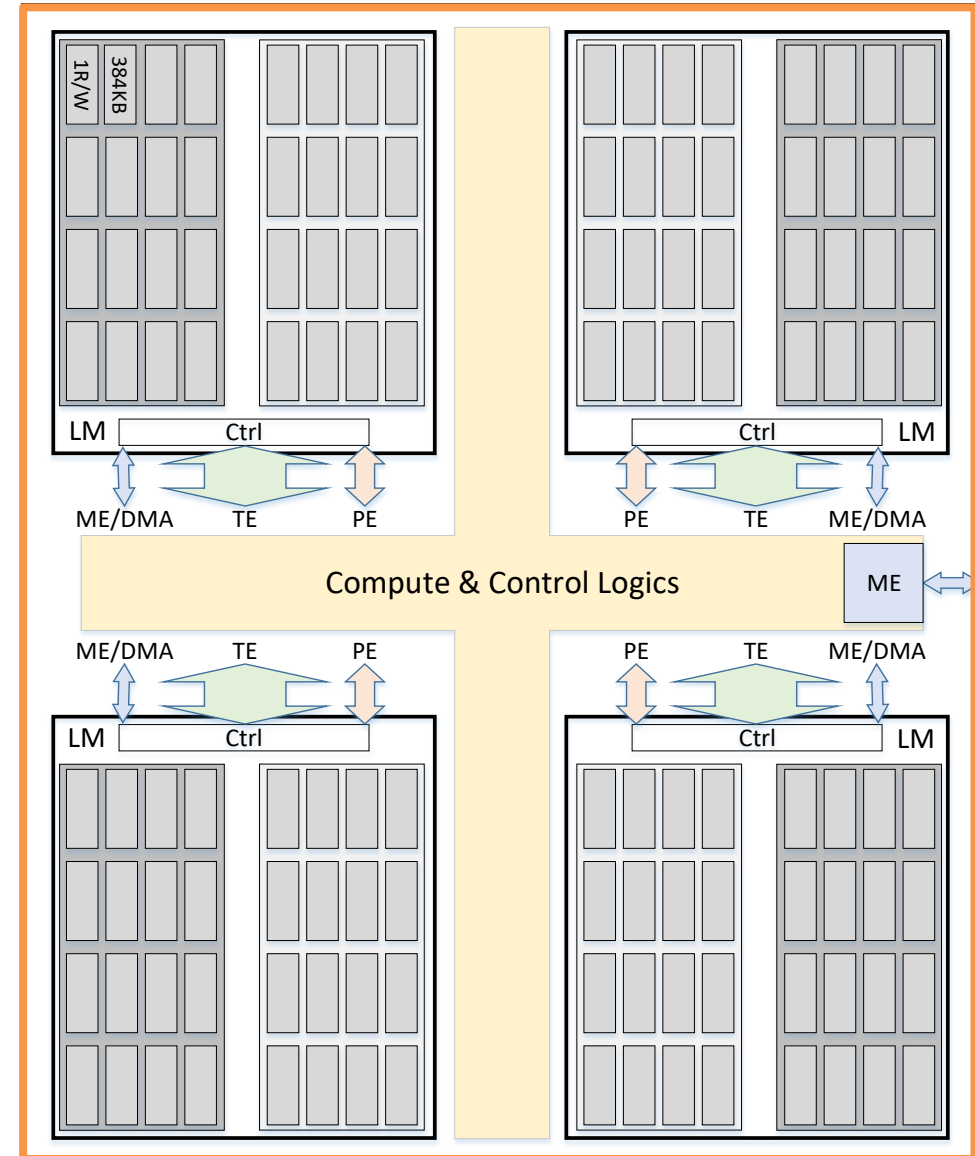 1R/W
384KB
LM
Ctrl
Ctrl
LM
ME/DMA
TE
PE
PE
TE
ME/DMA
Compute & Control Logics
ME
ME/DMA
TE
PE
PE
TE
ME/DMA
LM
Ctrl
Ctrl
LM